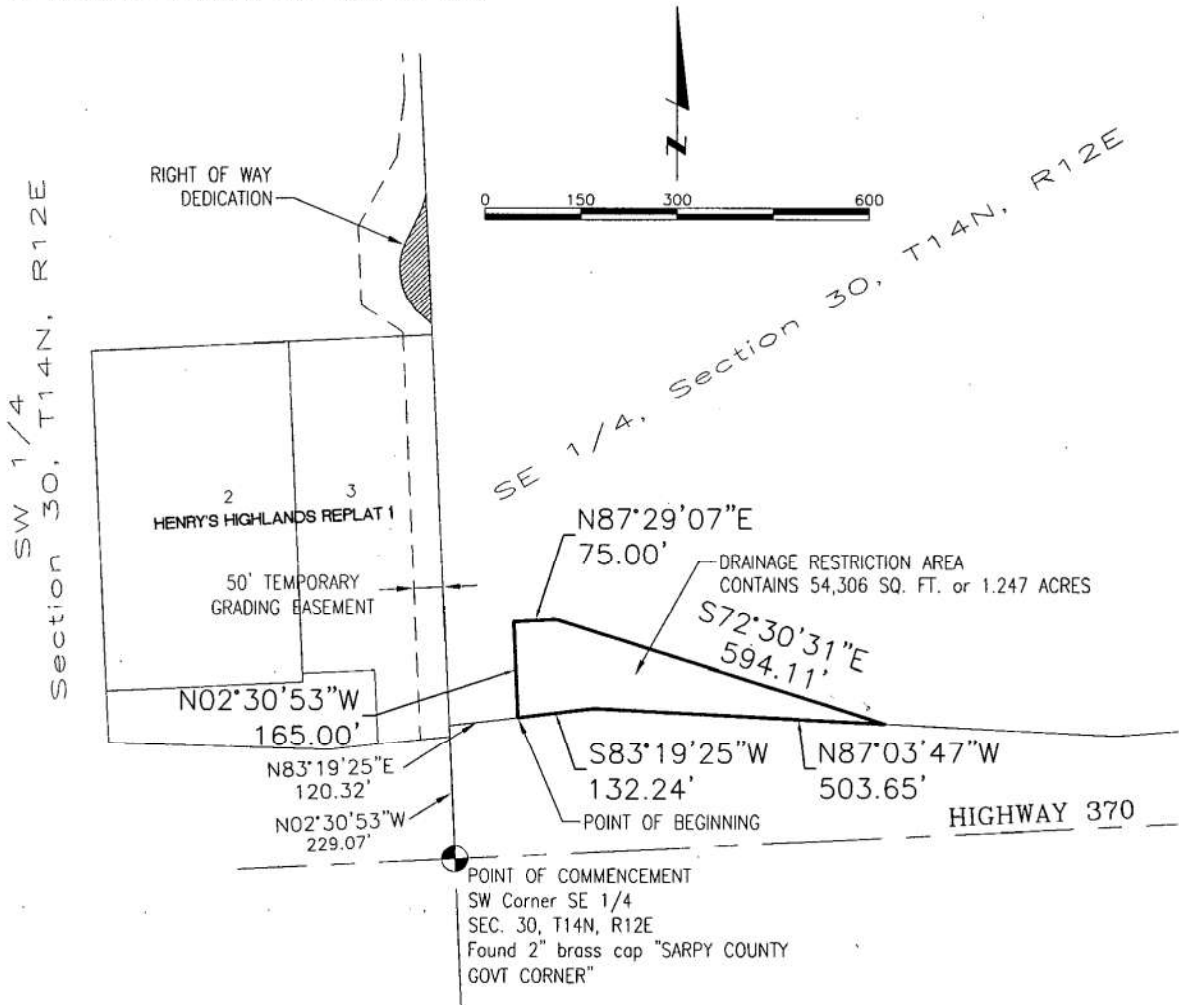 RIGHT OF WAY
DEDICATION
Z
0 150 300 600
SW 1/4
Section 30, T14N, R12E
SE 1/4, Section 30, T14N, R12E
2
3
HENRY'S HIGHLANDS REPLAT 1
50' TEMPORARY
GRADING EASEMENT
N87°29'07"E
75.00'
DRAINAGE RESTRICTION AREA
CONTAINS 54,306 SQ. FT. or 1.247 ACRES
S72°30'31"E
594.11'
N02°30'53"W
165.00'
N83°19'25"E
120.32'
N02°30'53"W
229.07'
S83°19'25"W
132.24'
N87°03'47"W
503.65'
POINT OF BEGINNING
HIGHWAY 370
POINT OF COMMENCEMENT
SW Corner SE 1/4
SEC. 30, T14N, R12E
Found 2" brass cap "SARPY COUNTY
GOVT CORNER"